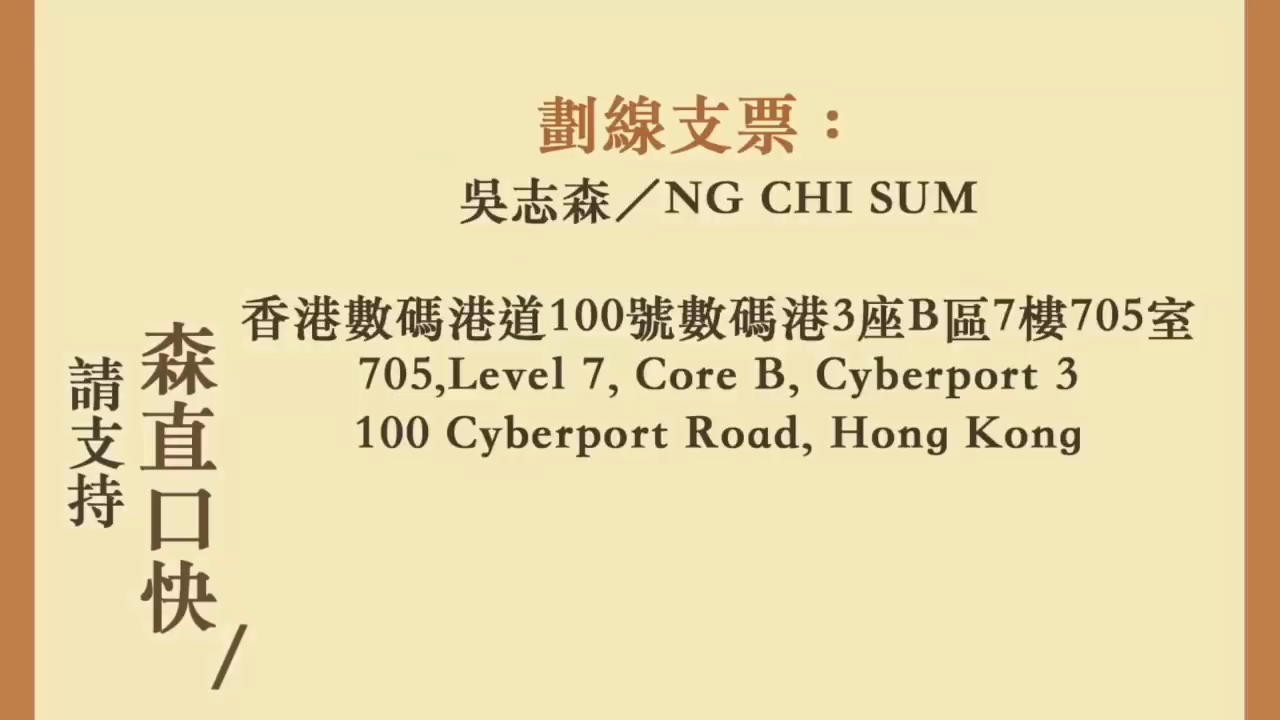 劃線支票：
吳志森／NG CHI SUM
香港數碼港道100號數碼港3座B區7樓705室
705,Level 7, Core B, Cyberport 3
100 Cyberport Road, Hong Kong
請支持
森直口快/